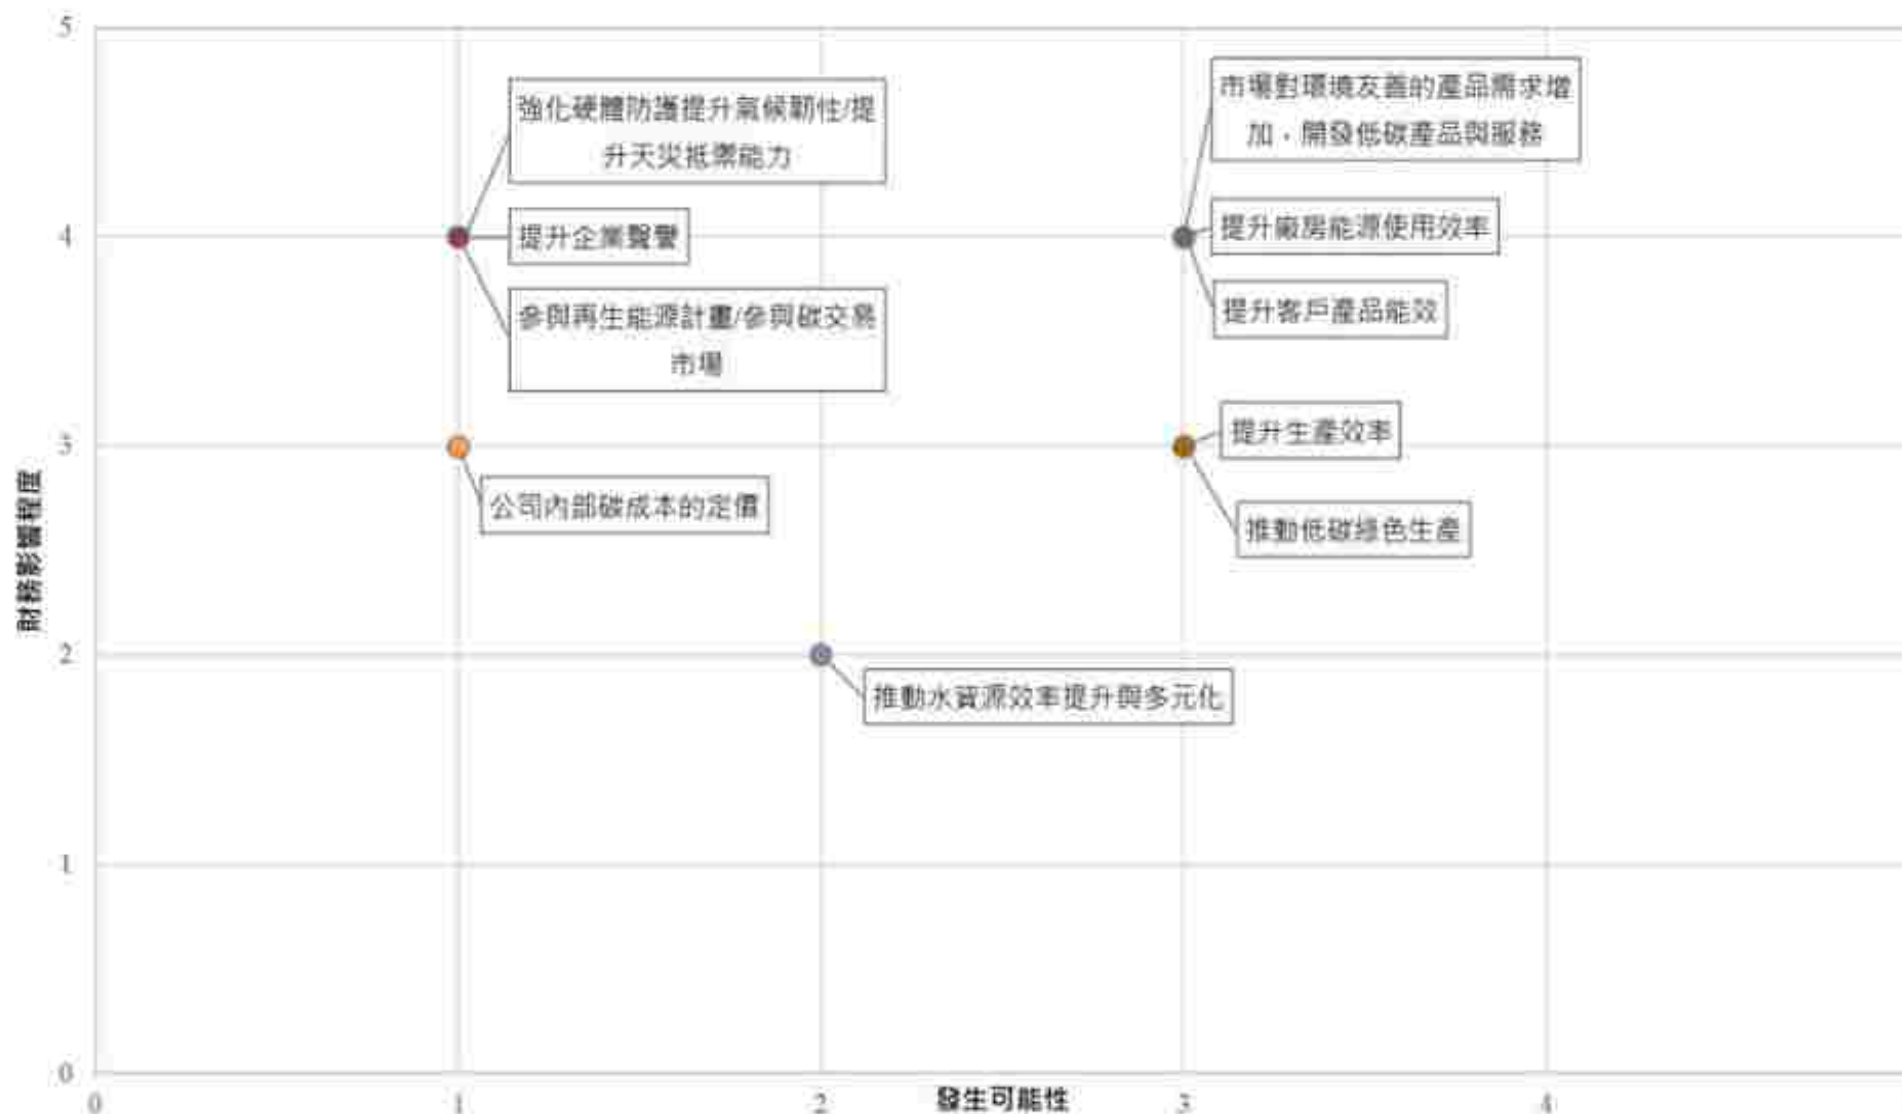 5
強化硬體防護提升氣候韌性/提
升天災抵禦能力
市場對環境友善的產品需求增
加，開發低碳產品與服務
4
提升企業聲譽
提升廠房能源使用效率
參與再生能源計畫/參與碳交易
市場
提升客戶產品能效
3
提升生產效率
公司內部碳成本的定價
推動低碳綠色生產
財務影響程度
2
推動水資源效率提升與多元化
1
0
0
1
2
發生可能性
3
4